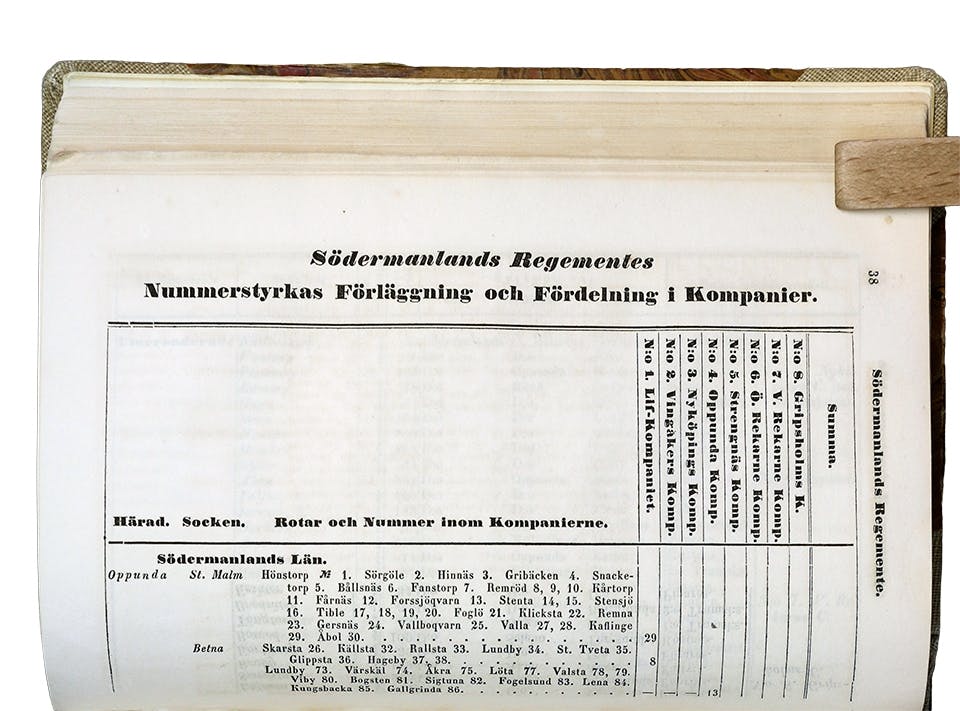 Södermanlands Regementes
Nummerstyrkas Förläggning och Fördelning i Kompanier.
38
Södermanlands Regemente.
Härad. Socken. Rotar och Nummer inom Kompanierne.
N:o 1. Lif-Kompaniet.
N:o 2. Vingåkers Komp.
N:o 3. Nyköpings Komp.
N:o 4. Oppunda Komp.
N:o 5. Strengnäs Komp.
N:o 6. Ö. Rekarne Komp.
N:o 7. V. Rekarne Komp.
N:o 8. Gripsholms K.
Summa.
Södermanlands Län.
Oppunda St. Malm Hönstorp № 1. Sörgöle 2. Hinnäs 3. Gribäcken 4. Snacke-
torp 5. Bållsnäs 6. Fanstorp 7. Remröd 8, 9, 10. Kårtorp
11. Fårnäs 12. Forssjöqvarn 13. Stenta 14, 15. Stensjö
16. Tible 17, 18, 19, 20. Foglö 21. Klicksta 22. Remna
23. Gersnäs 24. Vallboqvarn 25. Valla 27, 28. Kaflinge
29. Åbol 30. . . . . . . . . . . . . . . . . . . 29
Betna Skarsta 26. Källsta 32. Rallsta 33. Lundby 34. St. Tveta 35.
Glippsta 36. Hageby 37, 38. . . . . . . . . . . . . 8
Lundby 73. Värskäl 74. Åkra 75. Löta 77. Valsta 78, 79.
Viby 80. Bogsten 81. Sigtuna 82. Fogelsund 83. Lena 84.
Kungsbacka 85. Gallgrinda 86. . . . . . . . . . . — — — 13